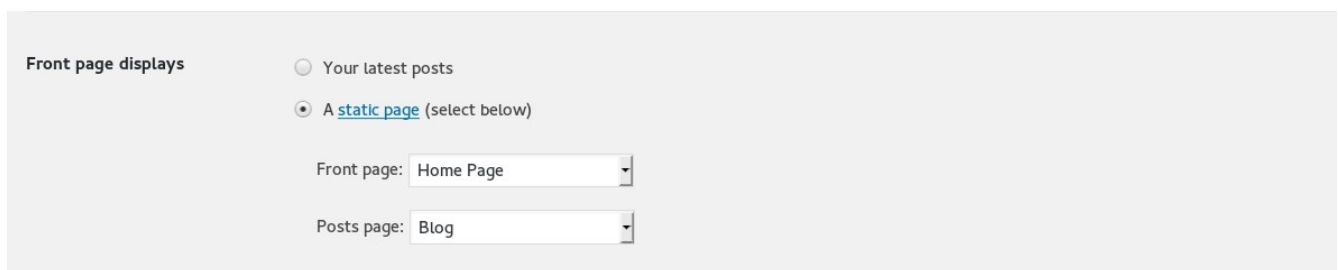 Front page displays
Your latest posts
A static page (select below)
Front page: Home Page
Posts page: Blog